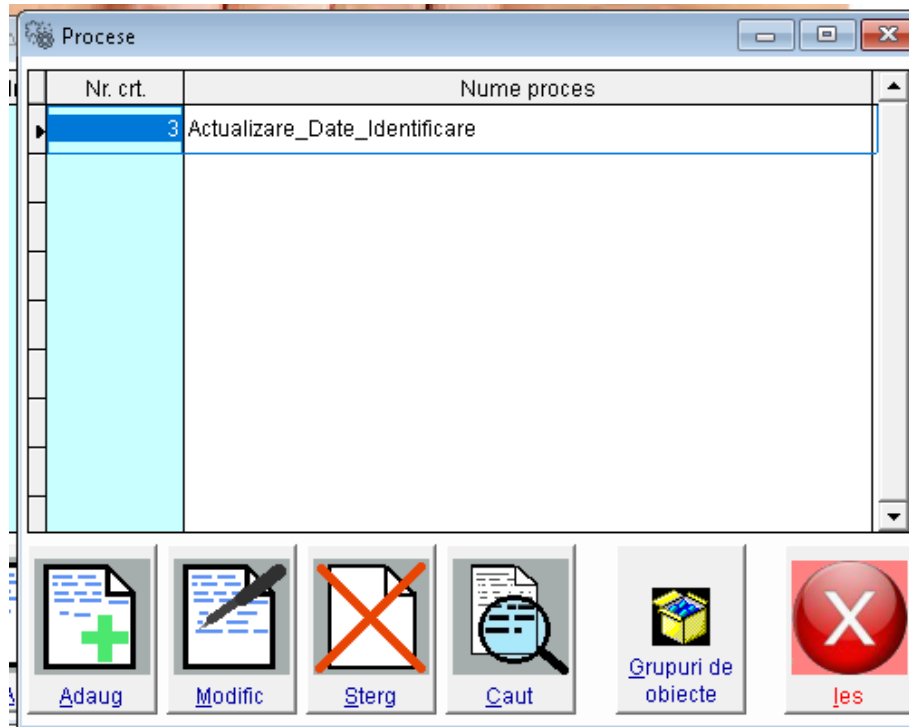 Procese
Nr. crt. Nume proces
3 Actualizare_Date_Identificare
Adaug Modific Sterg Caut Grupuri de obiecte Ies